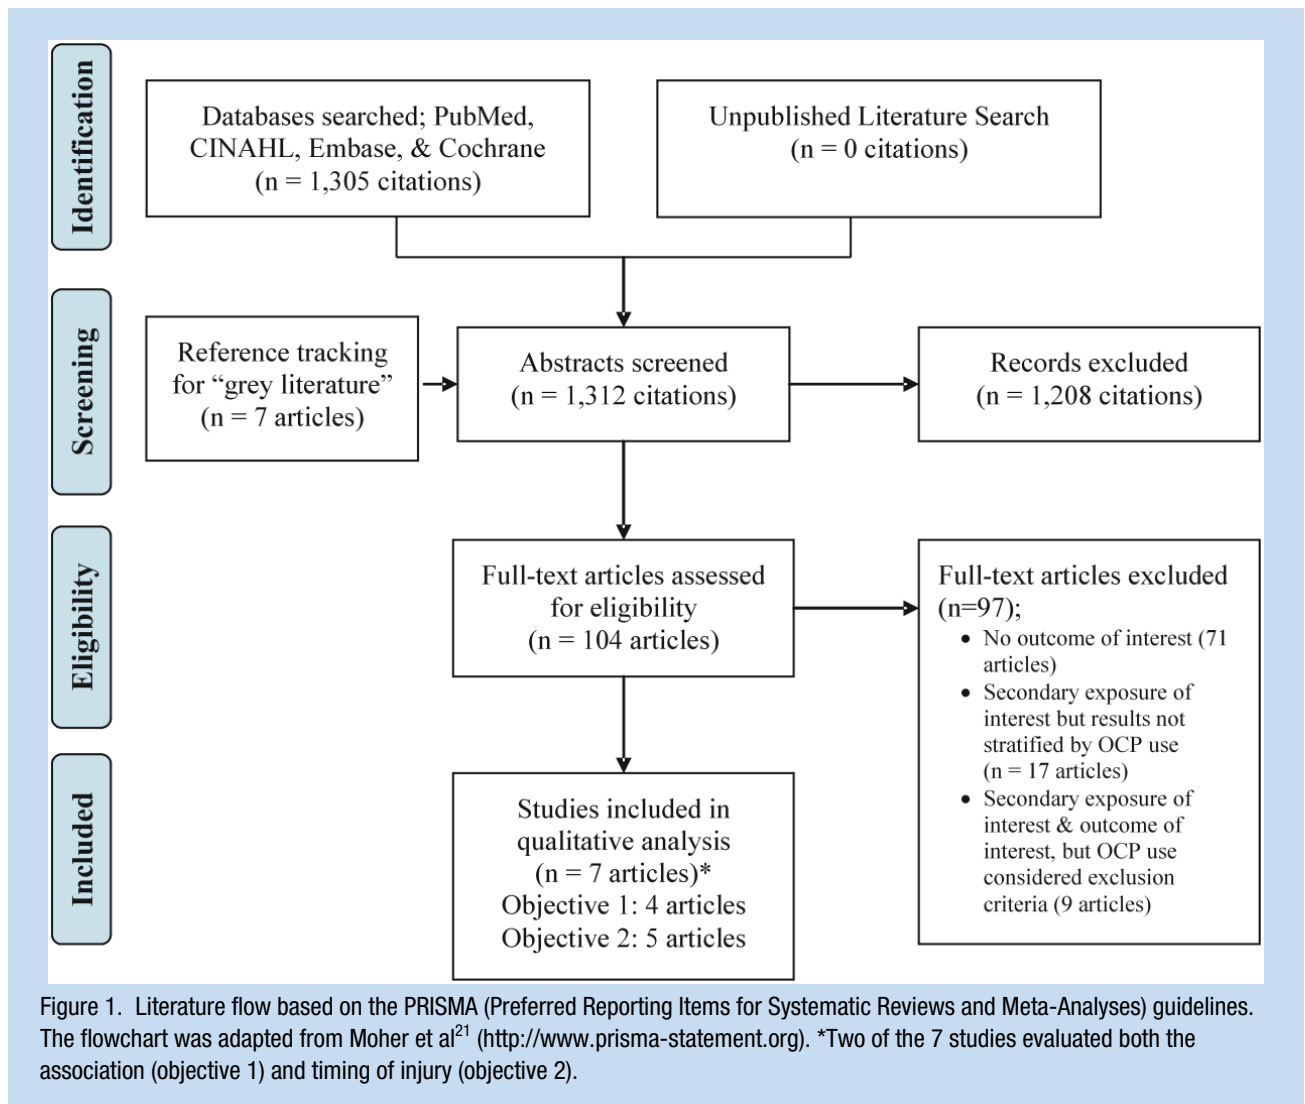 Identification
Databases searched; PubMed,
CINAHL, Embase, & Cochrane
(n = 1,305 citations)
Unpublished Literature Search
(n = 0 citations)
Screening
Reference tracking
for “grey literature”
(n = 7 articles)
Abstracts screened
(n = 1,312 citations)
Records excluded
(n = 1,208 citations)
Eligibility
Full-text articles assessed
for eligibility
(n = 104 articles)
Full-text articles excluded
(n=97);
• No outcome of interest (71
articles)
• Secondary exposure of
interest but results not
stratified by OCP use
(n = 17 articles)
• Secondary exposure of
interest & outcome of
interest, but OCP use
considered exclusion
criteria (9 articles)
Included
Studies included in
qualitative analysis
(n = 7 articles)*
Objective 1: 4 articles
Objective 2: 5 articles
Figure 1. Literature flow based on the PRISMA (Preferred Reporting Items for Systematic Reviews and Meta-Analyses) guidelines.
The flowchart was adapted from Moher et al21 (http://www.prisma-statement.org). *Two of the 7 studies evaluated both the
association (objective 1) and timing of injury (objective 2).